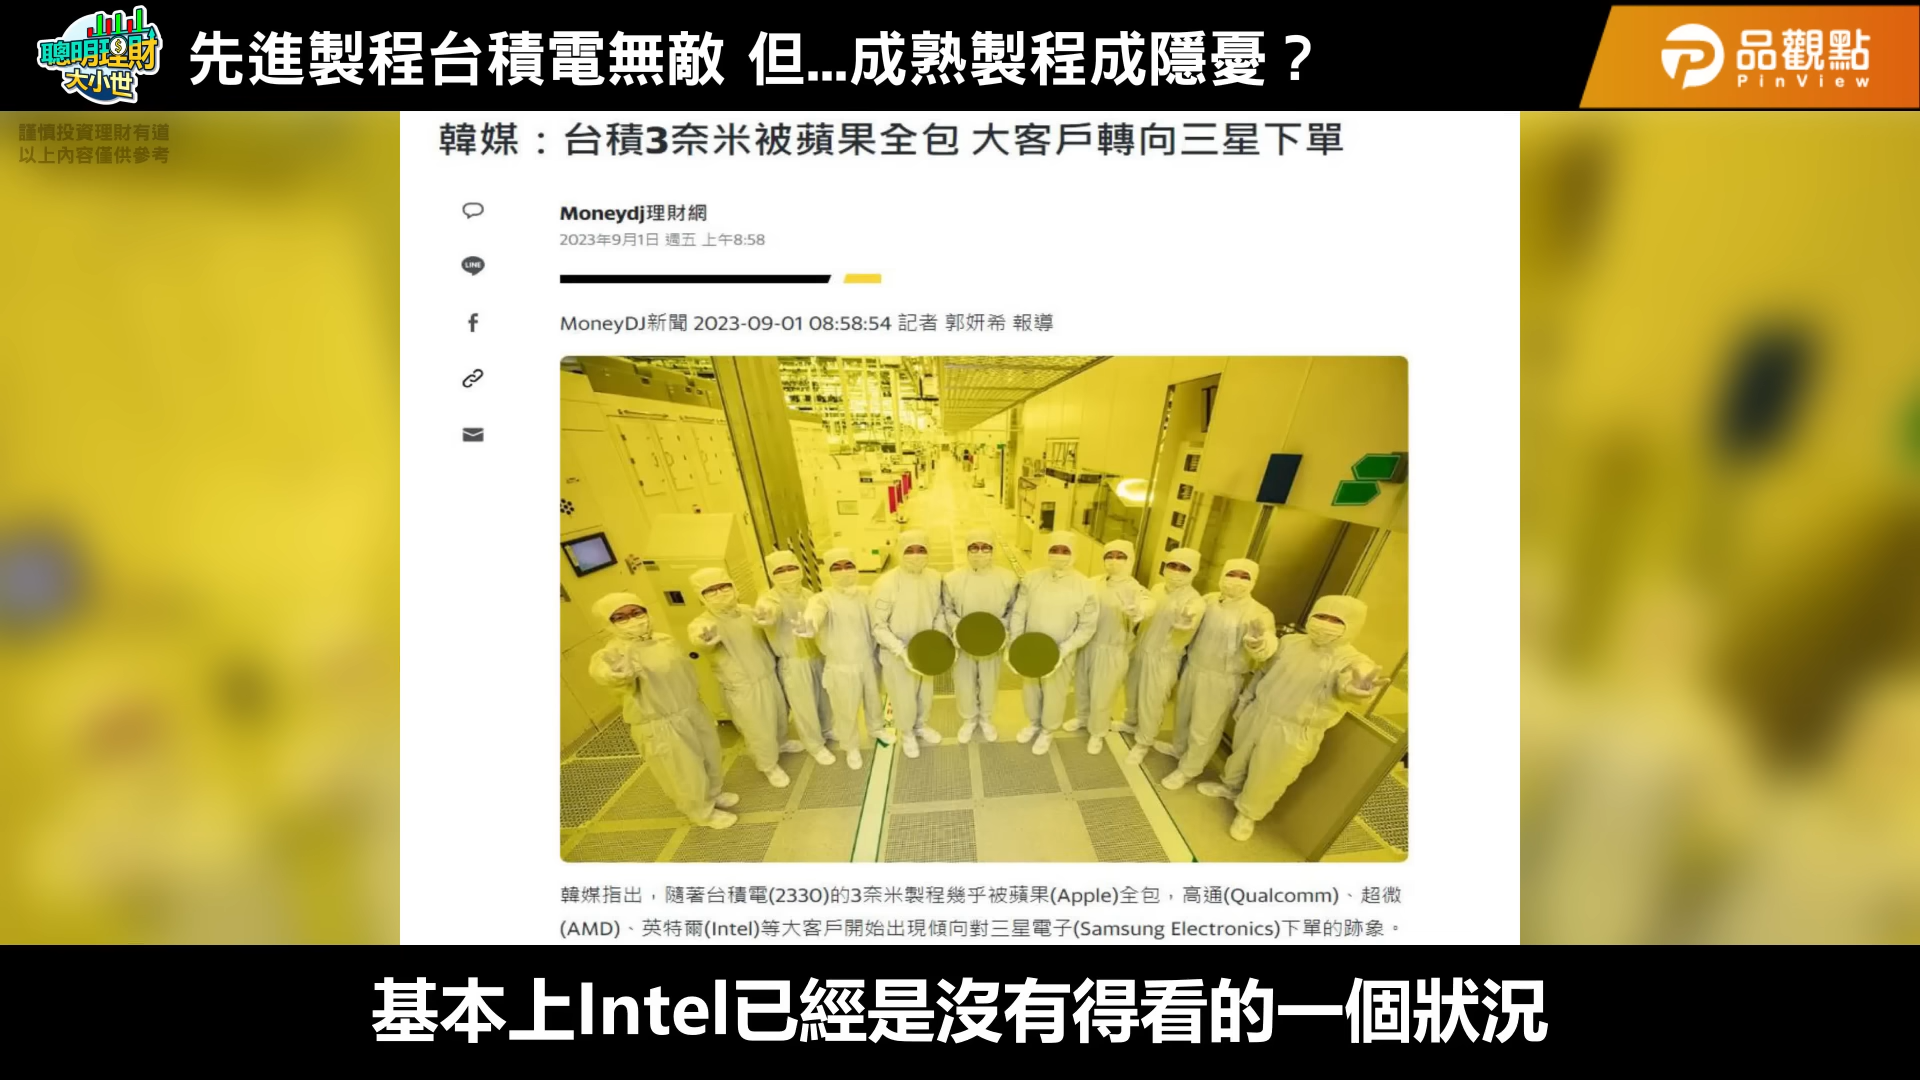 聰明理財
大小世
先進製程台積電無敵 但...成熟製程成隱憂？
品觀點
PinView
謹慎投資理財有道
以上內容僅供參考
韓媒：台積3奈米被蘋果全包 大客戶轉向三星下單
Moneydj理財網
2023年9月1日 週五 上午8:58
LINE
MoneyDJ新聞 2023-09-01 08:58:54 記者 郭妍希 報導
韓媒指出，隨著台積電(2330)的3奈米製程幾乎被蘋果(Apple)全包，高通(Qualcomm)、超微
(AMD)、英特爾(Intel)等大客戶開始出現傾向對三星電子(Samsung Electronics)下單的跡象。
基本上Intel已經是沒有得看的一個狀況